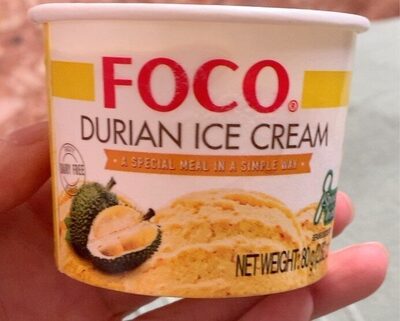 FOCO®
DURIAN ICE CREAM
• A SPECIAL MEAL IN A SIMPLE WAY •
DAIRY FREE
NET WEIGHT: 80g